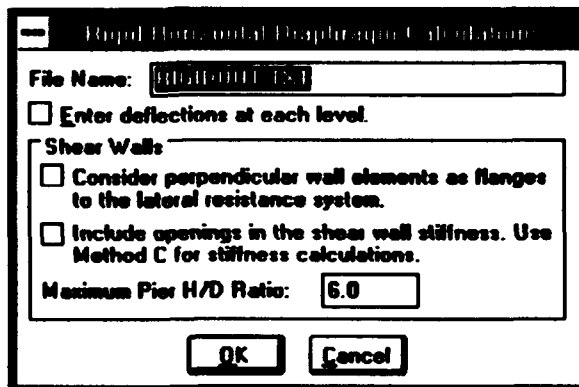 Rigid Horizontal Diaphragm Calculations
File Name:
Enter deflections at each level.
Shear Walls
Consider perpendicular wall elements as flanges
to the lateral resistance system.
Include openings in the shear wall stiffness. Use
Method C for stiffness calculations.
Maximum Pier H/D Ratio: 6.0
OK Cancel